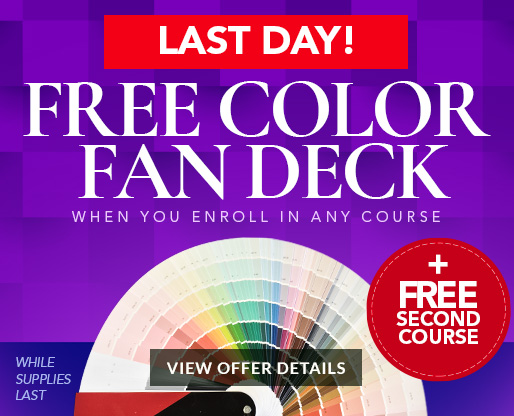 LAST DAY!
FREE COLOR
FAN DECK
WHEN YOU ENROLL IN ANY COURSE
+
FREE
SECOND
COURSE
WHILE
SUPPLIES
LAST
VIEW OFFER DETAILS